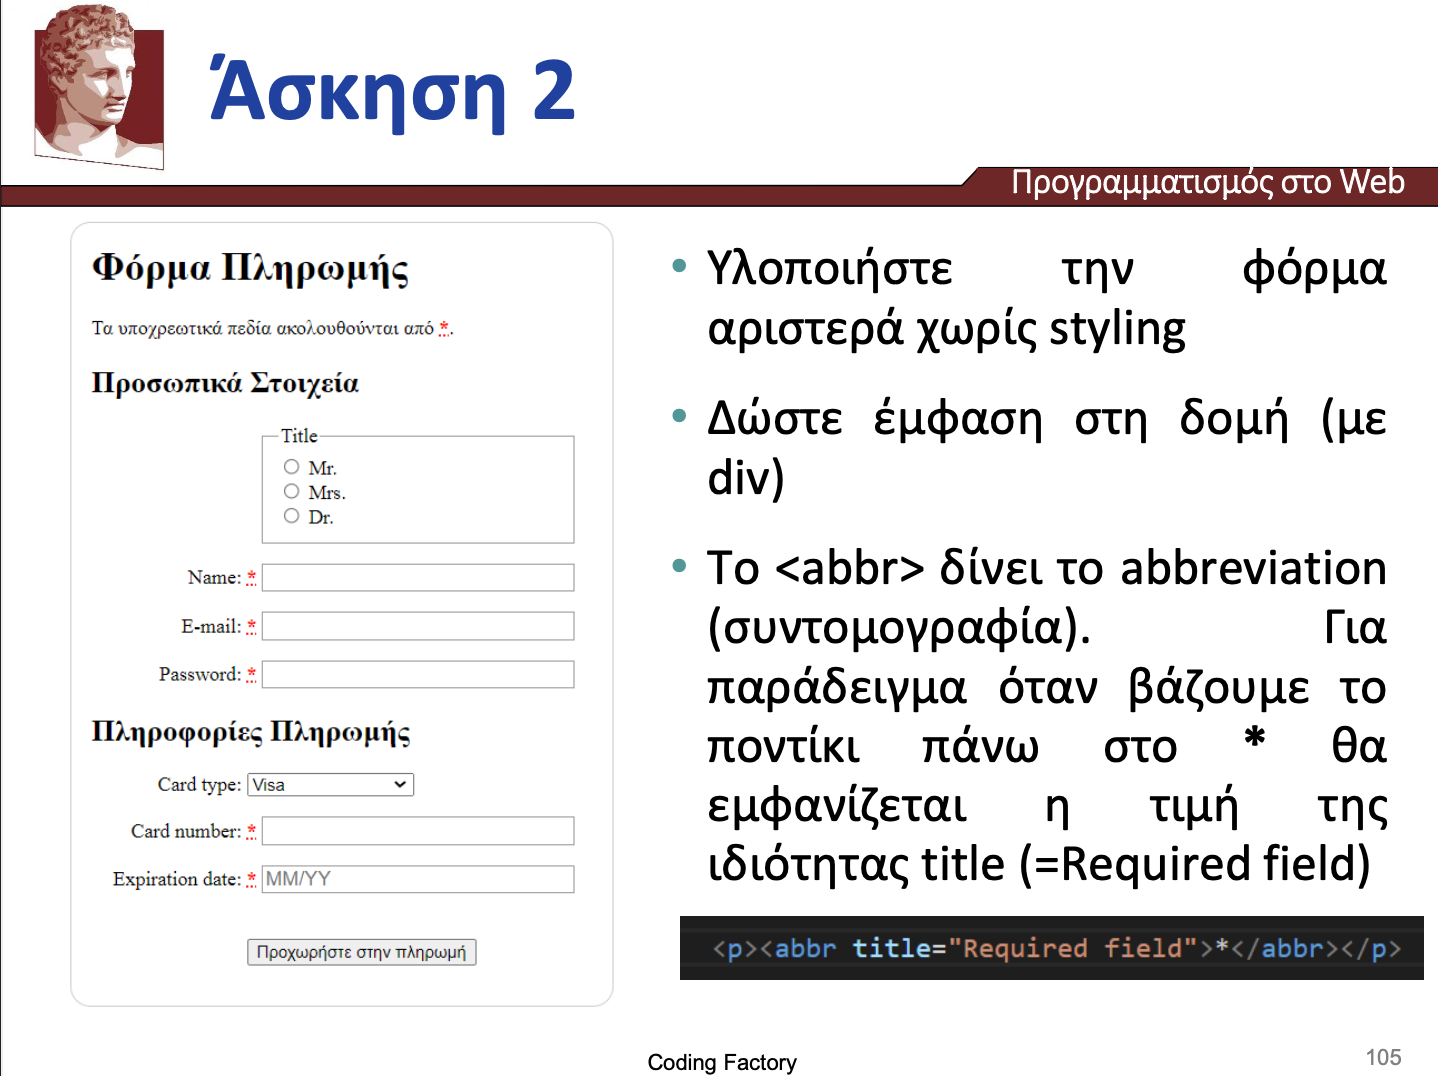 Άσκηση 2
Προγραμματισμός στο Web
Φόρμα Πληρωμής
Τα υποχρεωτικά πεδία ακολουθούνται από *.
Προσωπικά Στοιχεία
Title
Mr.
Mrs.
Dr.
Name: *
E-mail: *
Password: *
Πληροφορίες Πληρωμής
Card type: Visa
Card number: *
Expiration date: * MM/YY
Προχωρήστε στην πληρωμή
• Υλοποιήστε την φόρμα
αριστερά χωρίς styling
• Δώστε έμφαση στη δομή (με
div)
• Το <abbr> δίνει το abbreviation
(συντομογραφία). Για
παράδειγμα όταν βάζουμε το
ποντίκι πάνω στο * θα
εμφανίζεται η τιμή της
ιδιότητας title (=Required field)
<p><abbr title="Required field">*</abbr></p>
Coding Factory
105